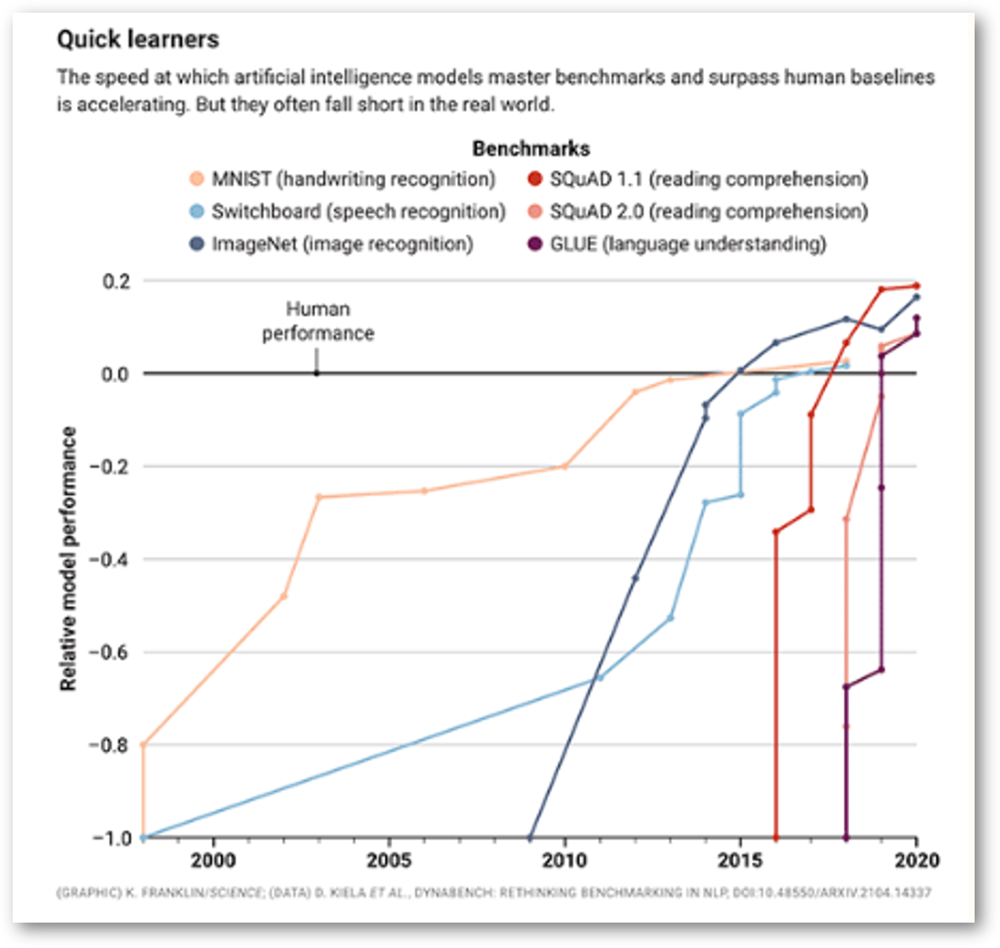 Quick learners
The speed at which artificial intelligence models master benchmarks and surpass human baselines
is accelerating. But they often fall short in the real world.
Benchmarks
MNIST (handwriting recognition)
SQuAD 1.1 (reading comprehension)
Switchboard (speech recognition)
SQuAD 2.0 (reading comprehension)
ImageNet (image recognition)
GLUE (language understanding)
0.2
Human
performance
0.0
−0.2
−0.4
−0.6
−0.8
−1.0
Relative model performance
2000
2005
2010
2015
2020
(GRAPHIC) K. FRANKLIN/SCIENCE; (DATA) D. KIELA ET AL., DYNABENCH: RETHINKING BENCHMARKING IN NLP, DOI:10.48550/ARXIV.2104.14337